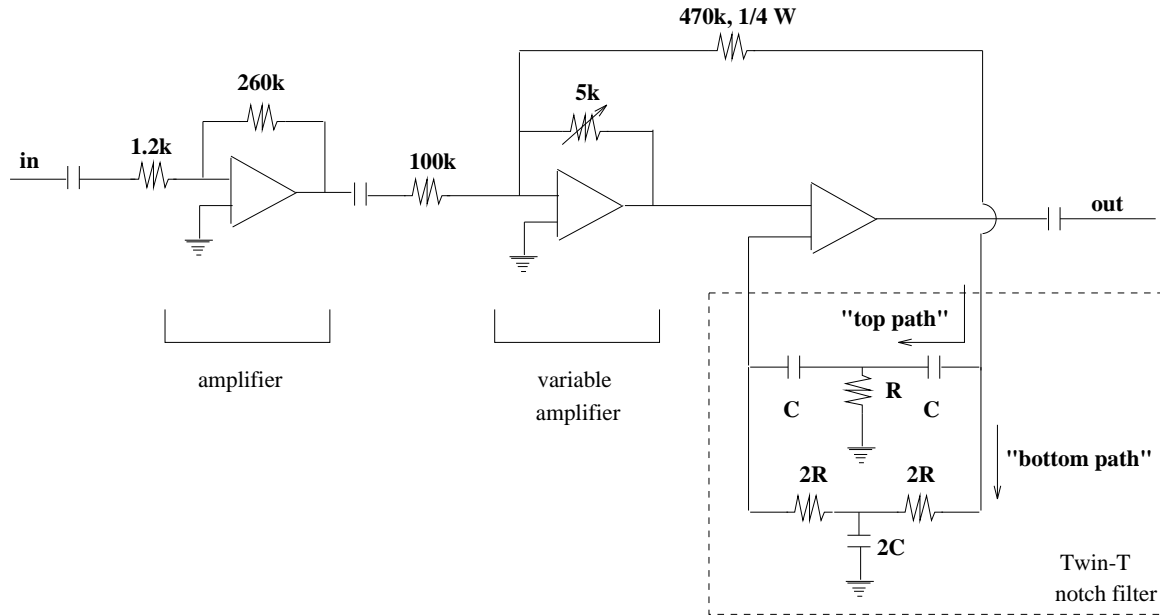 470k, 1/4 W
260k
5k
in
1.2k
100k
out
"top path"
amplifier
variable
amplifier
R
C
C
"bottom path"
2R
2R
2C
Twin-T
notch filter